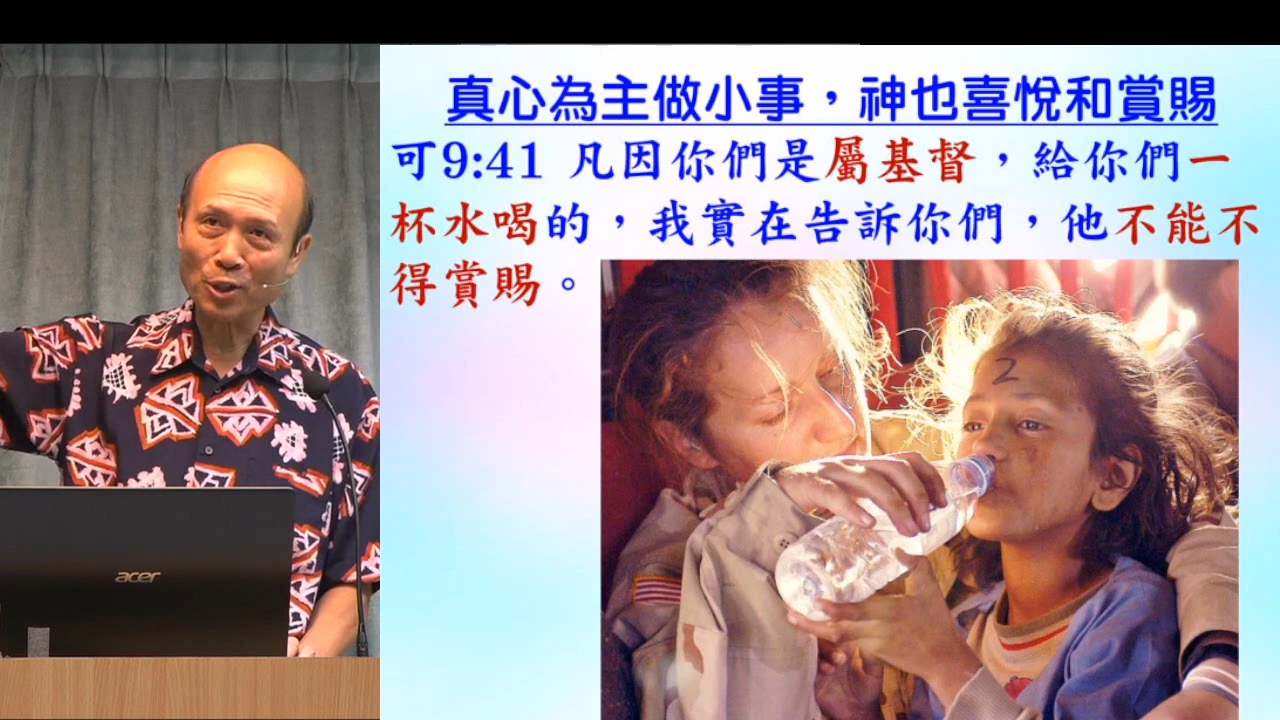 真心為主做小事，神也喜悅和賞賜
可9:41 凡因你們是屬基督，給你們一
杯水喝的，我實在告訴你們，他不能不
得賞賜。
2
acer